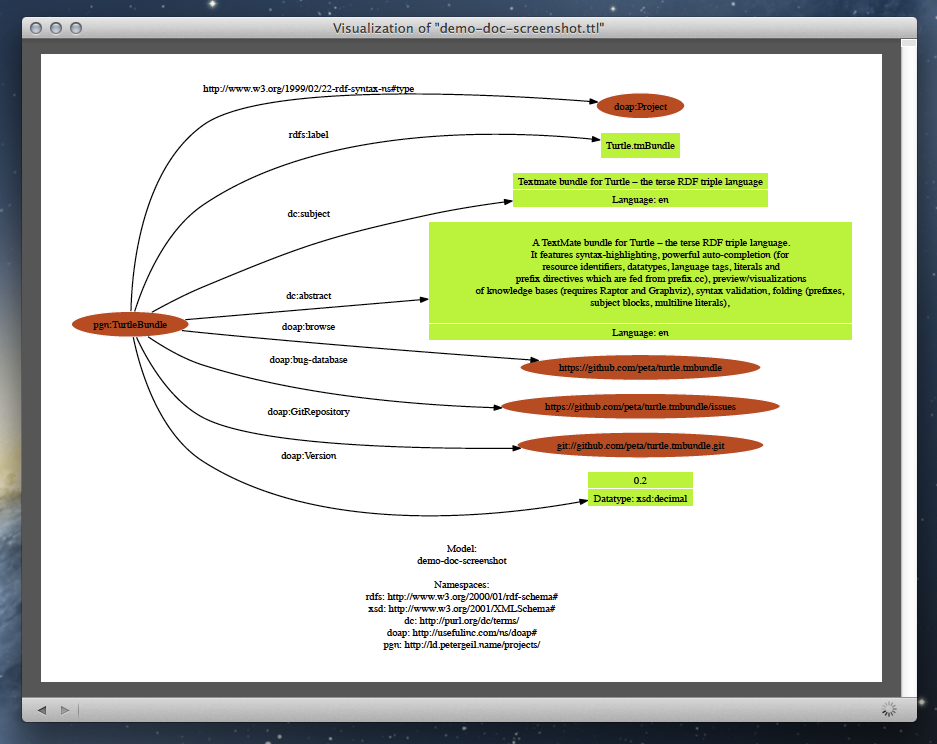 Visualization of "demo-doc-screenshot.ttl"
http://www.w3.org/1999/02/22-rdf-syntax-ns#type
doap:Project
rdfs:label
Turtle.tmBundle
Textmate bundle for Turtle – the terse RDF triple language
Language: en
dc:subject
A TextMate bundle for Turtle – the terse RDF triple language.
It features syntax-highlighting, powerful auto-completion (for
resource identifiers, datatypes, language tags, literals and
prefix directives which are fed from prefix.cc), preview/visualizations
of knowledge bases (requires Raptor and Graphviz), syntax validation, folding (prefixes,
subject blocks, multiline literals),
Language: en
dc:abstract
pgn:TurtleBundle
doap:browse
https://github.com/peta/turtle.tmbundle
doap:bug-database
https://github.com/peta/turtle.tmbundle/issues
doap:GitRepository
git://github.com/peta/turtle.tmbundle.git
doap:Version
0.2
Datatype: xsd:decimal
Model:
demo-doc-screenshot
Namespaces:
rdfs: http://www.w3.org/2000/01/rdf-schema#
xsd: http://www.w3.org/2001/XMLSchema#
dc: http://purl.org/dc/terms/
doap: http://usefulinc.com/ns/doap#
pgn: http://ld.petergeil.name/projects/